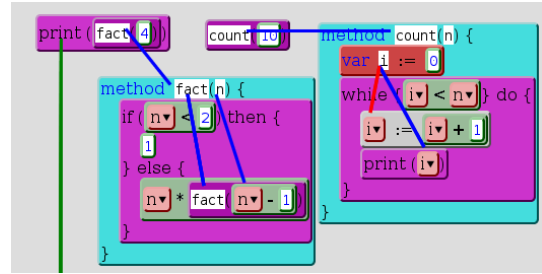 print (fact(4))
count(10)
method fact(n) {
if (n▾ < 2) then {
1
} else {
n▾ * fact(n▾ - 1)
}
}
method count(n) {
var i := 0
while { i▾ < n▾ } do {
i▾ := i▾ + 1
print (i▾)
}
}